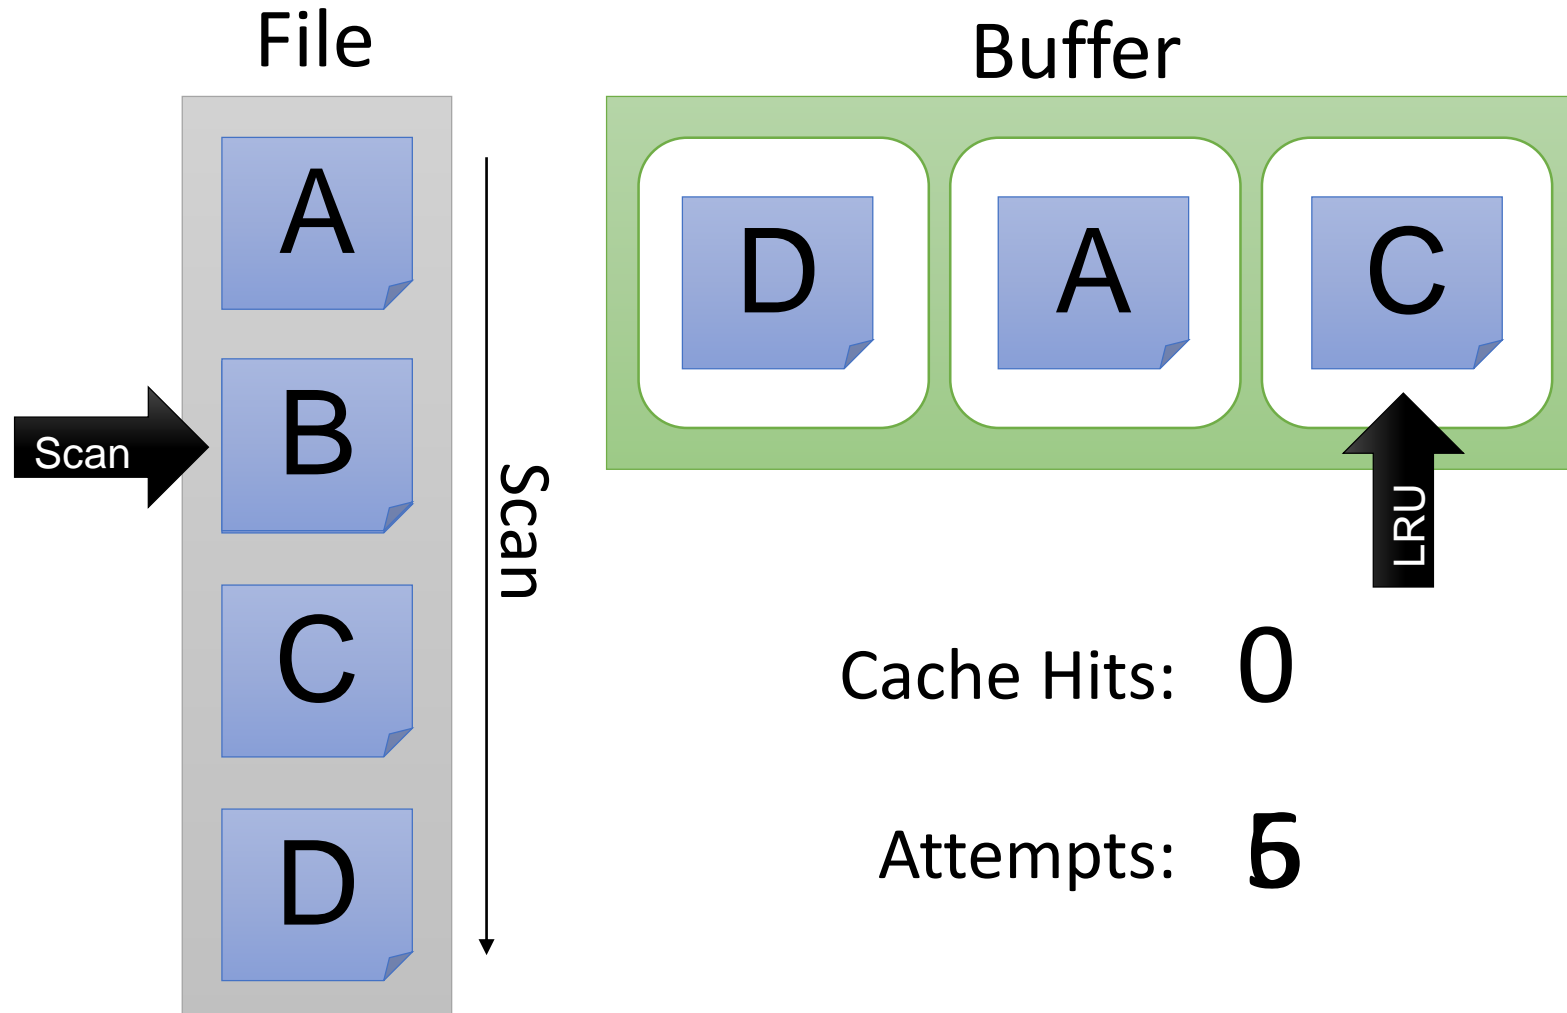 File
Buffer
A
B
C
D
Scan
Scan
D
A
C
LRU
Cache Hits: 0
Attempts: